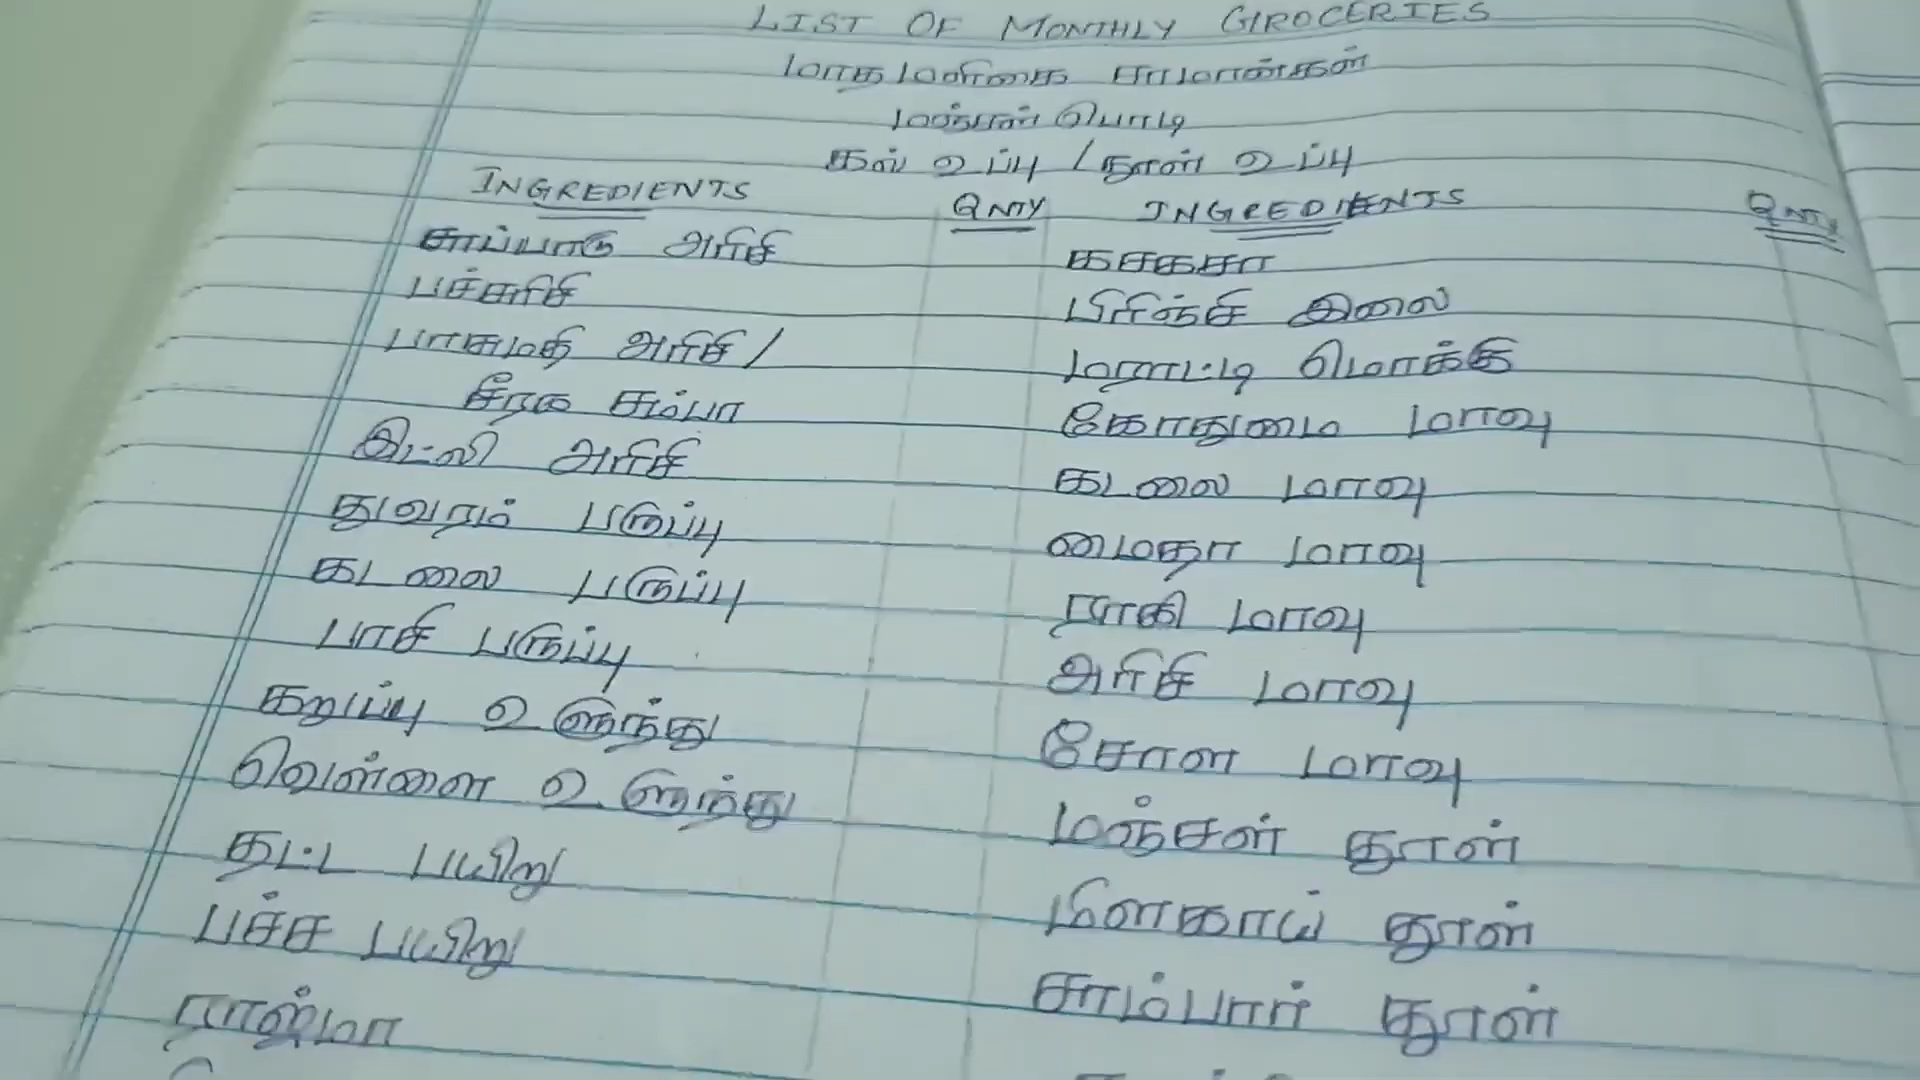 LIST OF MONTHLY GROCERIES
மாத மளிகை சாமான்கள்
மஞ்சள் பொடி
கல் உப்பு / தூள் உப்பு
INGREDIENTS QNTY INGREDIENTS QNTY
சாப்பாடு அரிசி
பச்சரிசி
பாசுமதி அரிசி /
சீரக சம்பா
இட்லி அரிசி
துவரம் பருப்பு
கடலை பருப்பு
பாசி பருப்பு
கறுப்பு உளுந்து
வெள்ளை உளுந்து
தட்ட பயிறு
பச்ச பயிறு
ராஜ்மா
கசகசா
பிரிஞ்சி இலை
மராட்டி மொக்கு
கோதுமை மாவு
கடலை மாவு
மைதா மாவு
ராகி மாவு
அரிசி மாவு
சோள மாவு
மஞ்சள் தூள்
மிளகாய் தூள்
சாம்பார் தூள்